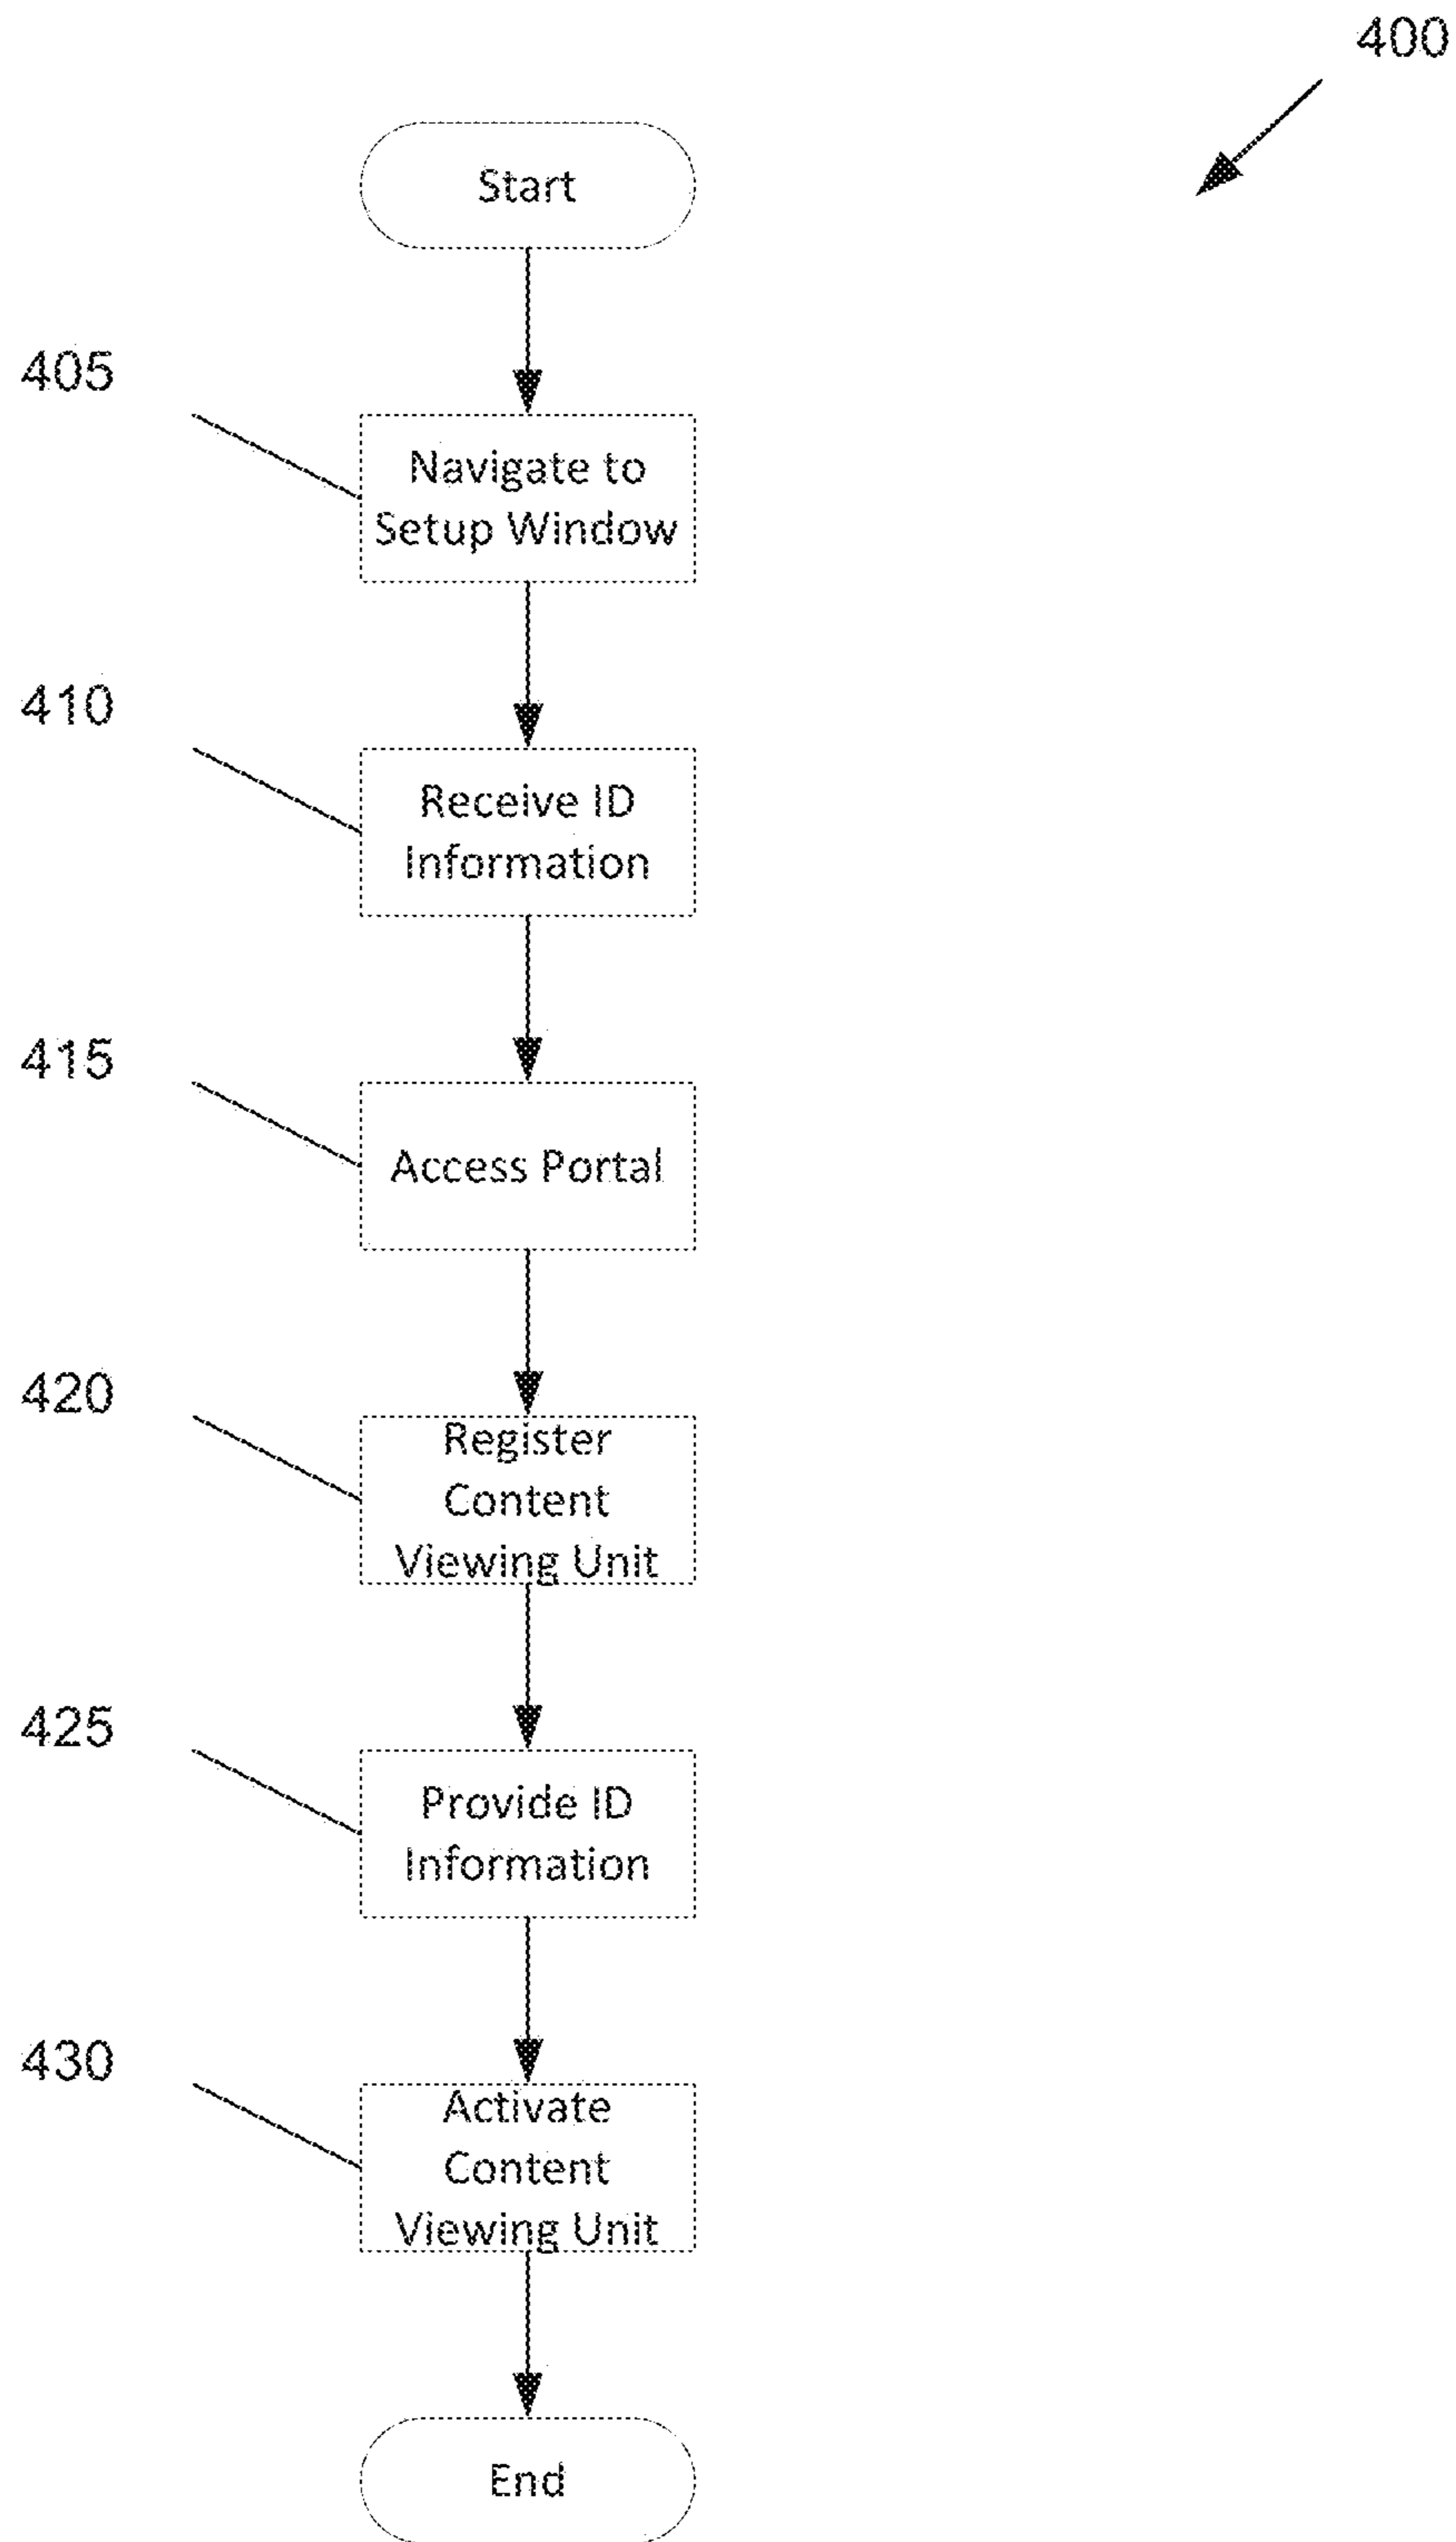 400
Start
405
Navigate to
Setup Window
410
Receive ID
Information
415
Access Portal
420
Register
Content
Viewing Unit
425
Provide ID
Information
430
Activate
Content
Viewing Unit
End